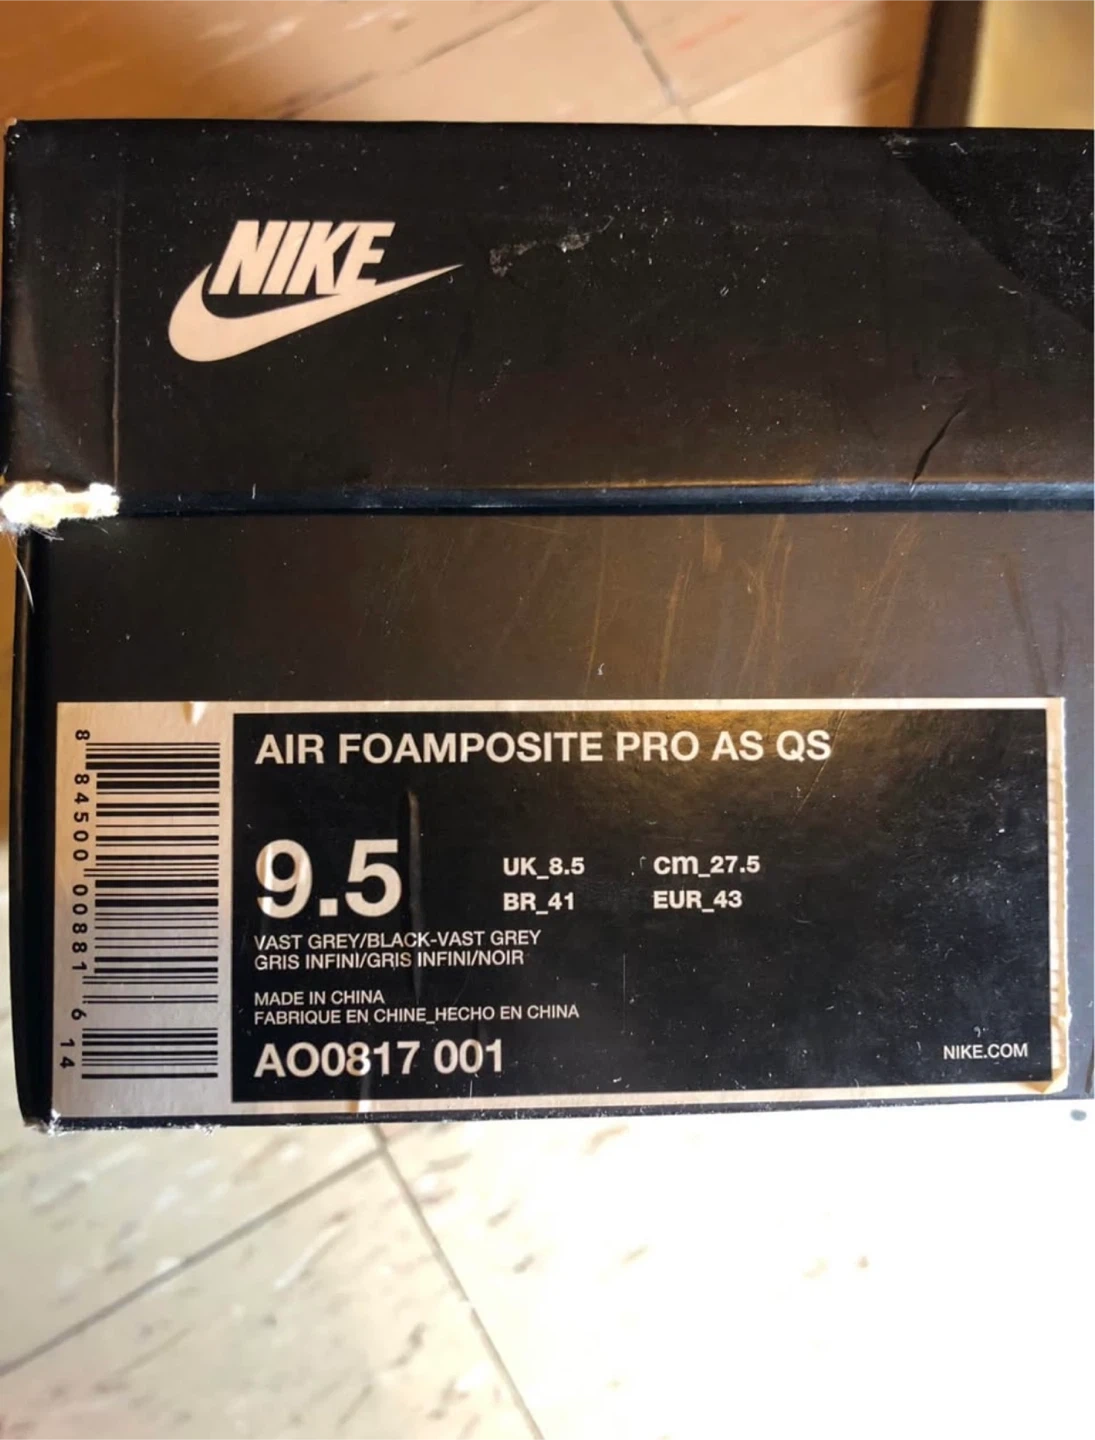 NIKE
AIR FOAMPOSITE PRO AS QS
9.5
UK_8.5 cm_27.5
BR_41 EUR_43
VAST GREY/BLACK-VAST GREY
GRIS INFINI/GRIS INFINI/NOIR
MADE IN CHINA
FABRIQUE EN CHINE_HECHO EN CHINA
AO0817 001
NIKE.COM
8 84500 00881 6 14